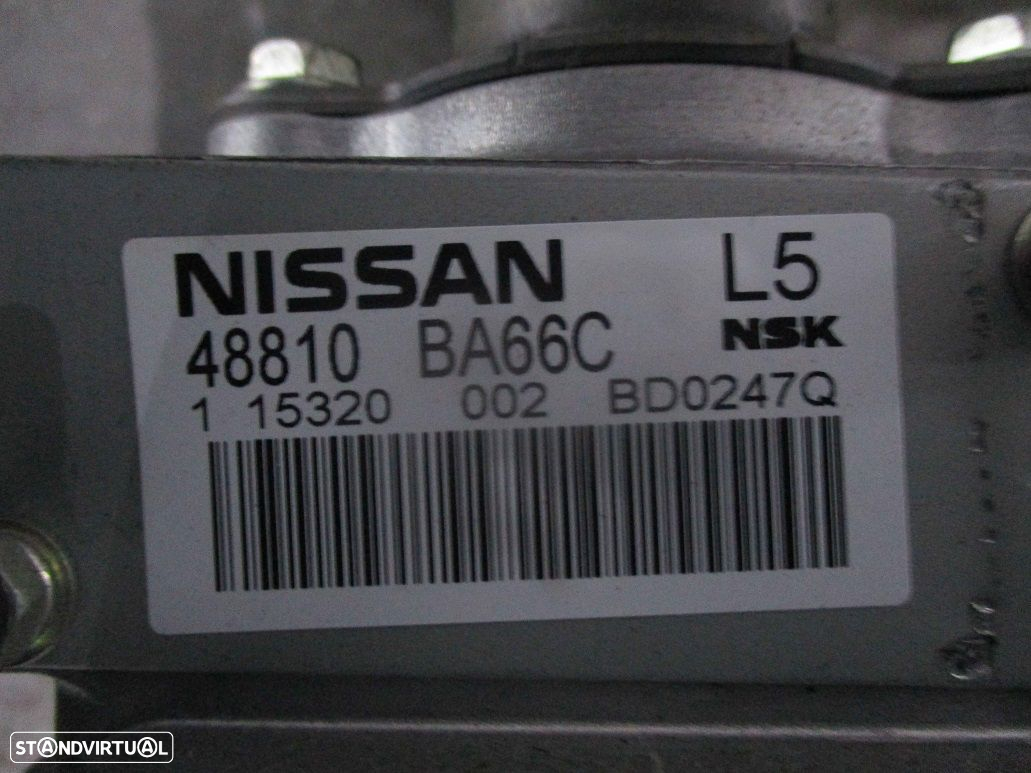 NISSAN L5
48810 BA66C NSK
1 15320 002 BD0247Q
STANDVIRTUAL